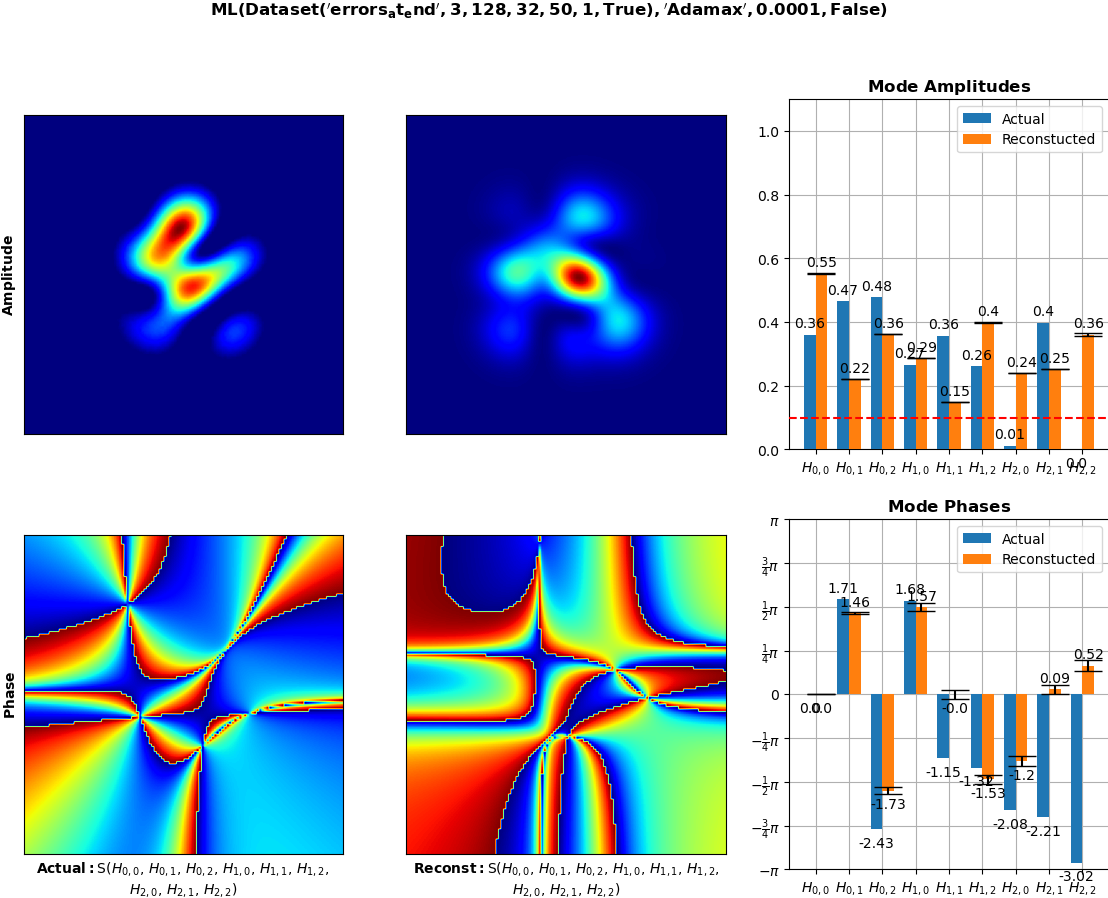 ML(Dataset('errors_at_end', 3, 128, 32, 50, 1, True), 'Adamax', 0.0001, False)
Amplitude
Mode Amplitudes
Actual
Reconstucted
1.0
0.8
0.6
0.4
0.2
0.0
0.36 0.55
0.47 0.22
0.48 0.36
0.27 0.29
0.36 0.15
0.26 0.4
0.01 0.24
0.4 0.25
0.0 0.36
H0,0 H0,1 H0,2 H1,0 H1,1 H1,2 H2,0 H2,1 H2,2
Phase
Actual: S(H0,0, H0,1, H0,2, H1,0, H1,1, H1,2,
H2,0, H2,1, H2,2)
Reconst: S(H0,0, H0,1, H0,2, H1,0, H1,1, H1,2,
H2,0, H2,1, H2,2)
Mode Phases
Actual
Reconstucted
π
3/4π
1/2π
1/4π
0
−1/4π
−1/2π
−3/4π
−π
0.0 0.0
1.71 1.46
-2.43 -1.73
1.68 1.57
-1.15 -0.0
-1.32 -1.53
-2.08 -1.2
-2.21 0.09
-3.02 0.52
H0,0 H0,1 H0,2 H1,0 H1,1 H1,2 H2,0 H2,1 H2,2